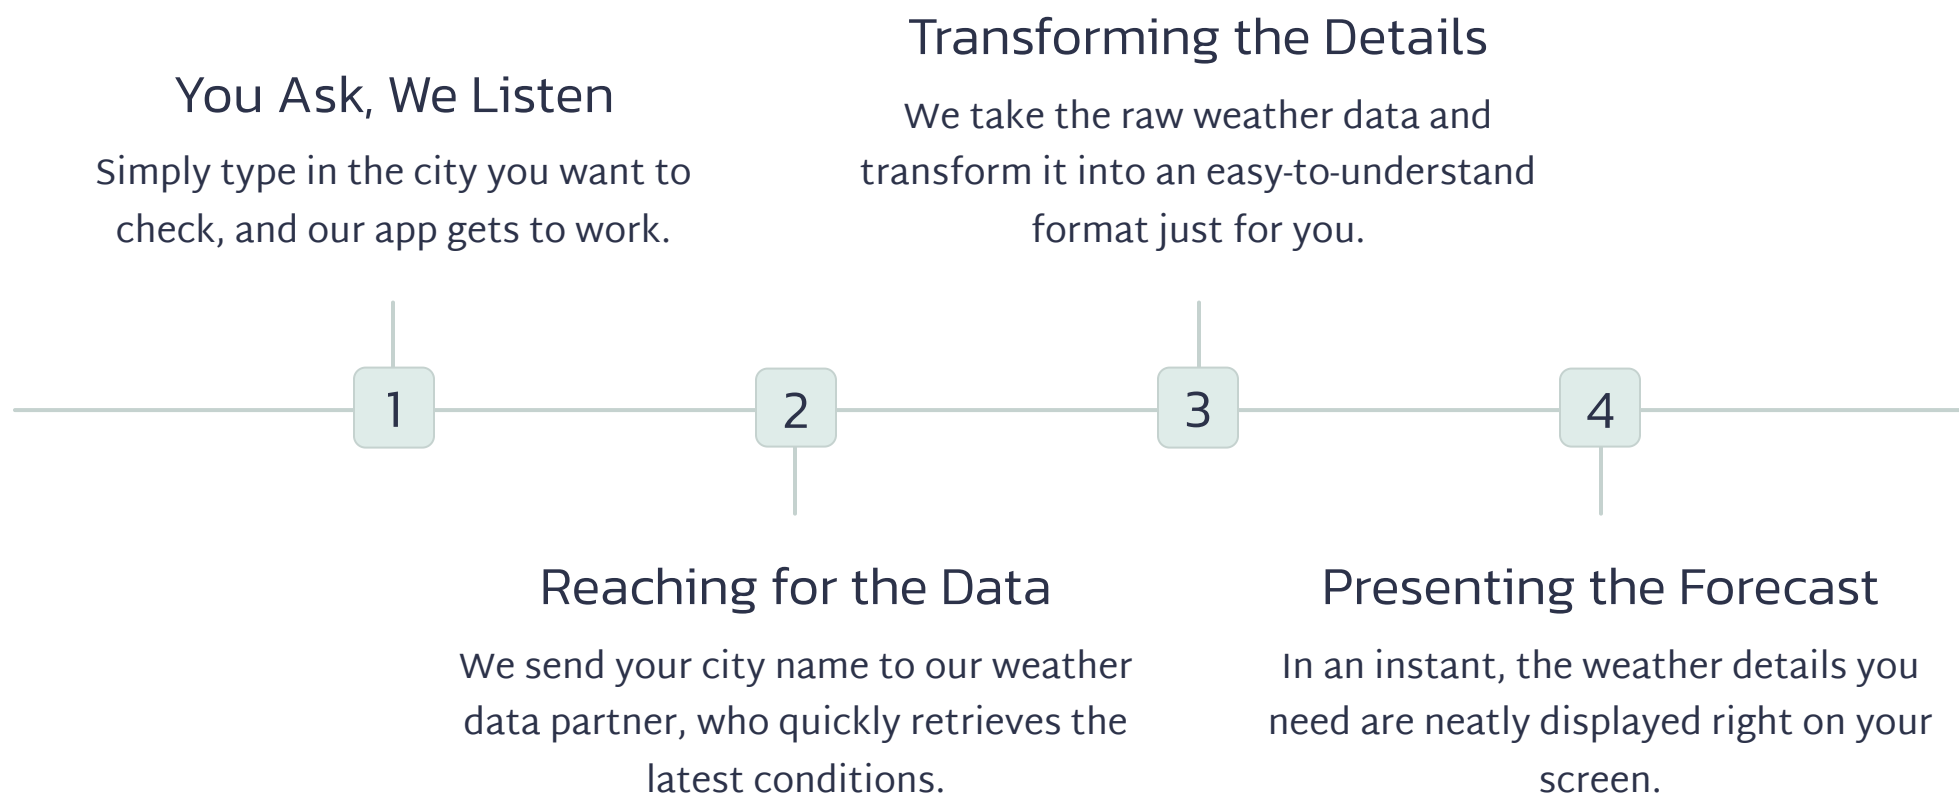 You Ask, We Listen
Simply type in the city you want to
check, and our app gets to work.
1
2
Reaching for the Data
We send your city name to our weather
data partner, who quickly retrieves the
latest conditions.
Transforming the Details
We take the raw weather data and
transform it into an easy-to-understand
format just for you.
3
4
Presenting the Forecast
In an instant, the weather details you
need are neatly displayed right on your
screen.